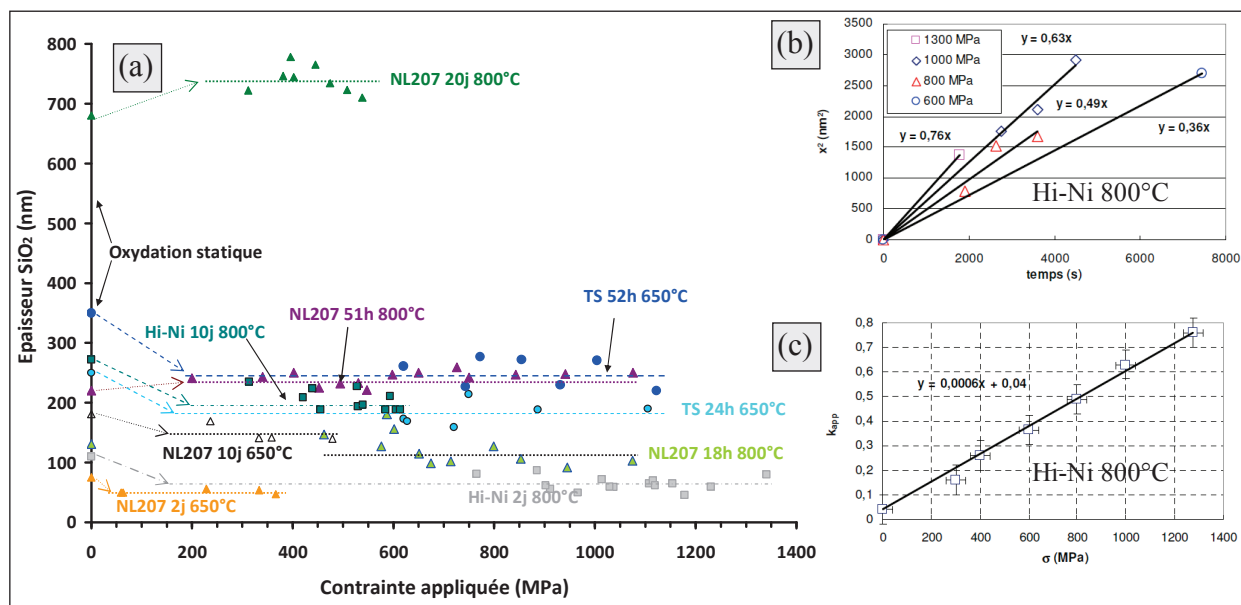 (a)
Epaisseur SiO₂ (nm)
800
700
600
500
400
300
200
100
0
NL207 20j 800°C
Oxydation statique
TS 52h 650°C
NL207 51h 800°C
Hi-Ni 10j 800°C
TS 24h 650°C
NL207 10j 650°C
NL207 18h 800°C
Hi-Ni 2j 800°C
NL207 2j 650°C
0 200 400 600 800 1000 1200 1400
Contrainte appliquée (MPa)
(b)
x² (nm²)
3500
3000
2500
2000
1500
1000
500
0
1300 MPa
1000 MPa
800 MPa
600 MPa
y = 0,63x
y = 0,49x
y = 0,76x
y = 0,36x
Hi-Ni 800°C
0 2000 4000 6000 8000
temps (s)
(c)
kapp
0,8
0,7
0,6
0,5
0,4
0,3
0,2
0,1
0
y = 0,0006x + 0,04
Hi-Ni 800°C
0 200 400 600 800 1000 1200 1400
σ (MPa)